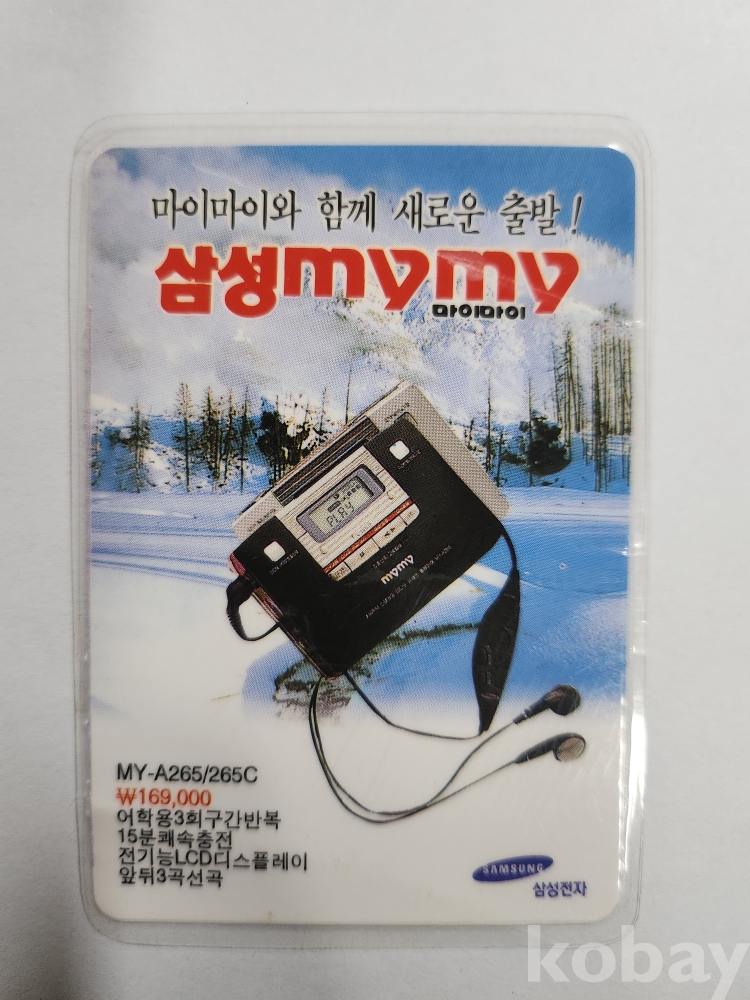 마이마이와 함께 새로운 출발!
삼성mymy
마이마이
PLAY
mymy
MY-A265/265C
₩169,000
어학용3회구간반복
15분쾌속충전
전기능LCD디스플레이
앞뒤3곡선곡
SAMSUNG
삼성전자
kobay